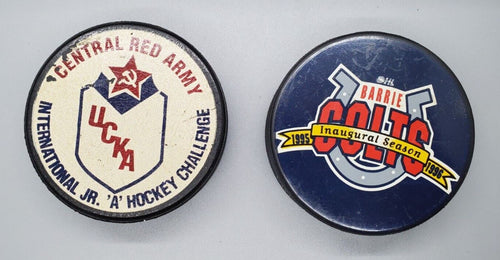 CENTRAL RED ARMY
ЦСКА
INTERNATIONAL JR. 'A' HOCKEY CHALLENGE
OHL
BARRIE
COLTS
1995 Inaugural Season 1996